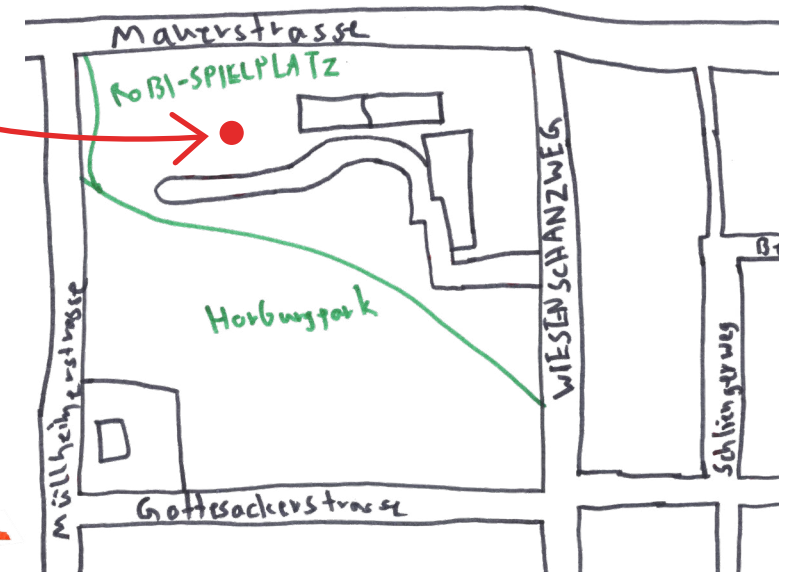 Mauerstrasse
ROBI-SPIELPLATZ
WIESENSCHANZWEG
Horburgpark
Müllheimerstrasse
Schliengerweg
Gottesackerstrasse